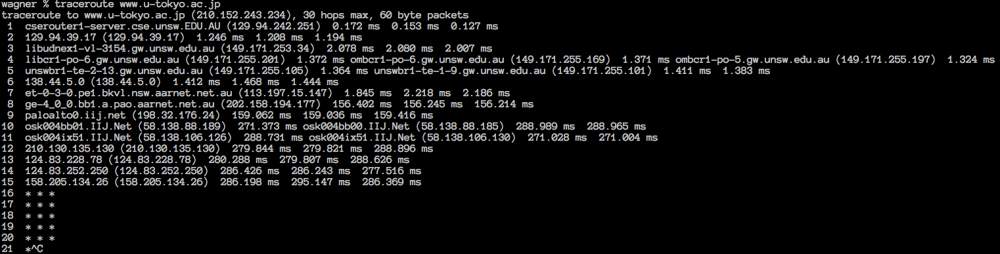 wagner % traceroute www.u-tokyo.ac.jp
traceroute to www.u-tokyo.ac.jp (210.152.243.234), 30 hops max, 60 byte packets
1 cserouter1-server.cse.unsw.EDU.AU (129.94.242.251) 0.172 ms 0.153 ms 0.127 ms
2 129.94.39.17 (129.94.39.17) 1.246 ms 1.208 ms 1.194 ms
3 libudnex1-vl-3154.gw.unsw.edu.au (149.171.253.34) 2.078 ms 2.080 ms 2.007 ms
4 libcr1-po-6.gw.unsw.edu.au (149.171.255.201) 1.372 ms ombcr1-po-6.gw.unsw.edu.au (149.171.255.169) 1.371 ms ombcr1-po-5.gw.unsw.edu.au (149.171.255.197) 1.324 ms
5 unswbr1-te-2-13.gw.unsw.edu.au (149.171.255.105) 1.364 ms unswbr1-te-1-9.gw.unsw.edu.au (149.171.255.101) 1.411 ms 1.383 ms
6 138.44.5.0 (138.44.5.0) 1.412 ms 1.468 ms 1.444 ms
7 et-0-3-0.pe1.bkvl.nsw.aarnet.net.au (113.197.15.147) 1.845 ms 2.218 ms 2.186 ms
8 ge-4_0_0.bb1.a.pao.aarnet.net.au (202.158.194.177) 156.402 ms 156.245 ms 156.214 ms
9 paloalto0.iij.net (198.32.176.24) 159.062 ms 159.036 ms 159.416 ms
10 osk004bb01.IIJ.Net (58.138.88.189) 271.373 ms osk004bb00.IIJ.Net (58.138.88.185) 288.989 ms 288.965 ms
11 osk004ix51.IIJ.Net (58.138.106.126) 288.731 ms osk004ix51.IIJ.Net (58.138.106.130) 271.028 ms 271.004 ms
12 210.130.135.130 (210.130.135.130) 279.844 ms 279.821 ms 288.896 ms
13 124.83.228.78 (124.83.228.78) 280.288 ms 279.807 ms 288.626 ms
14 124.83.252.250 (124.83.252.250) 286.426 ms 286.243 ms 277.516 ms
15 158.205.134.26 (158.205.134.26) 286.198 ms 295.147 ms 286.369 ms
16 * * *
17 * * *
18 * * *
19 * * *
20 * * *
21 *^C